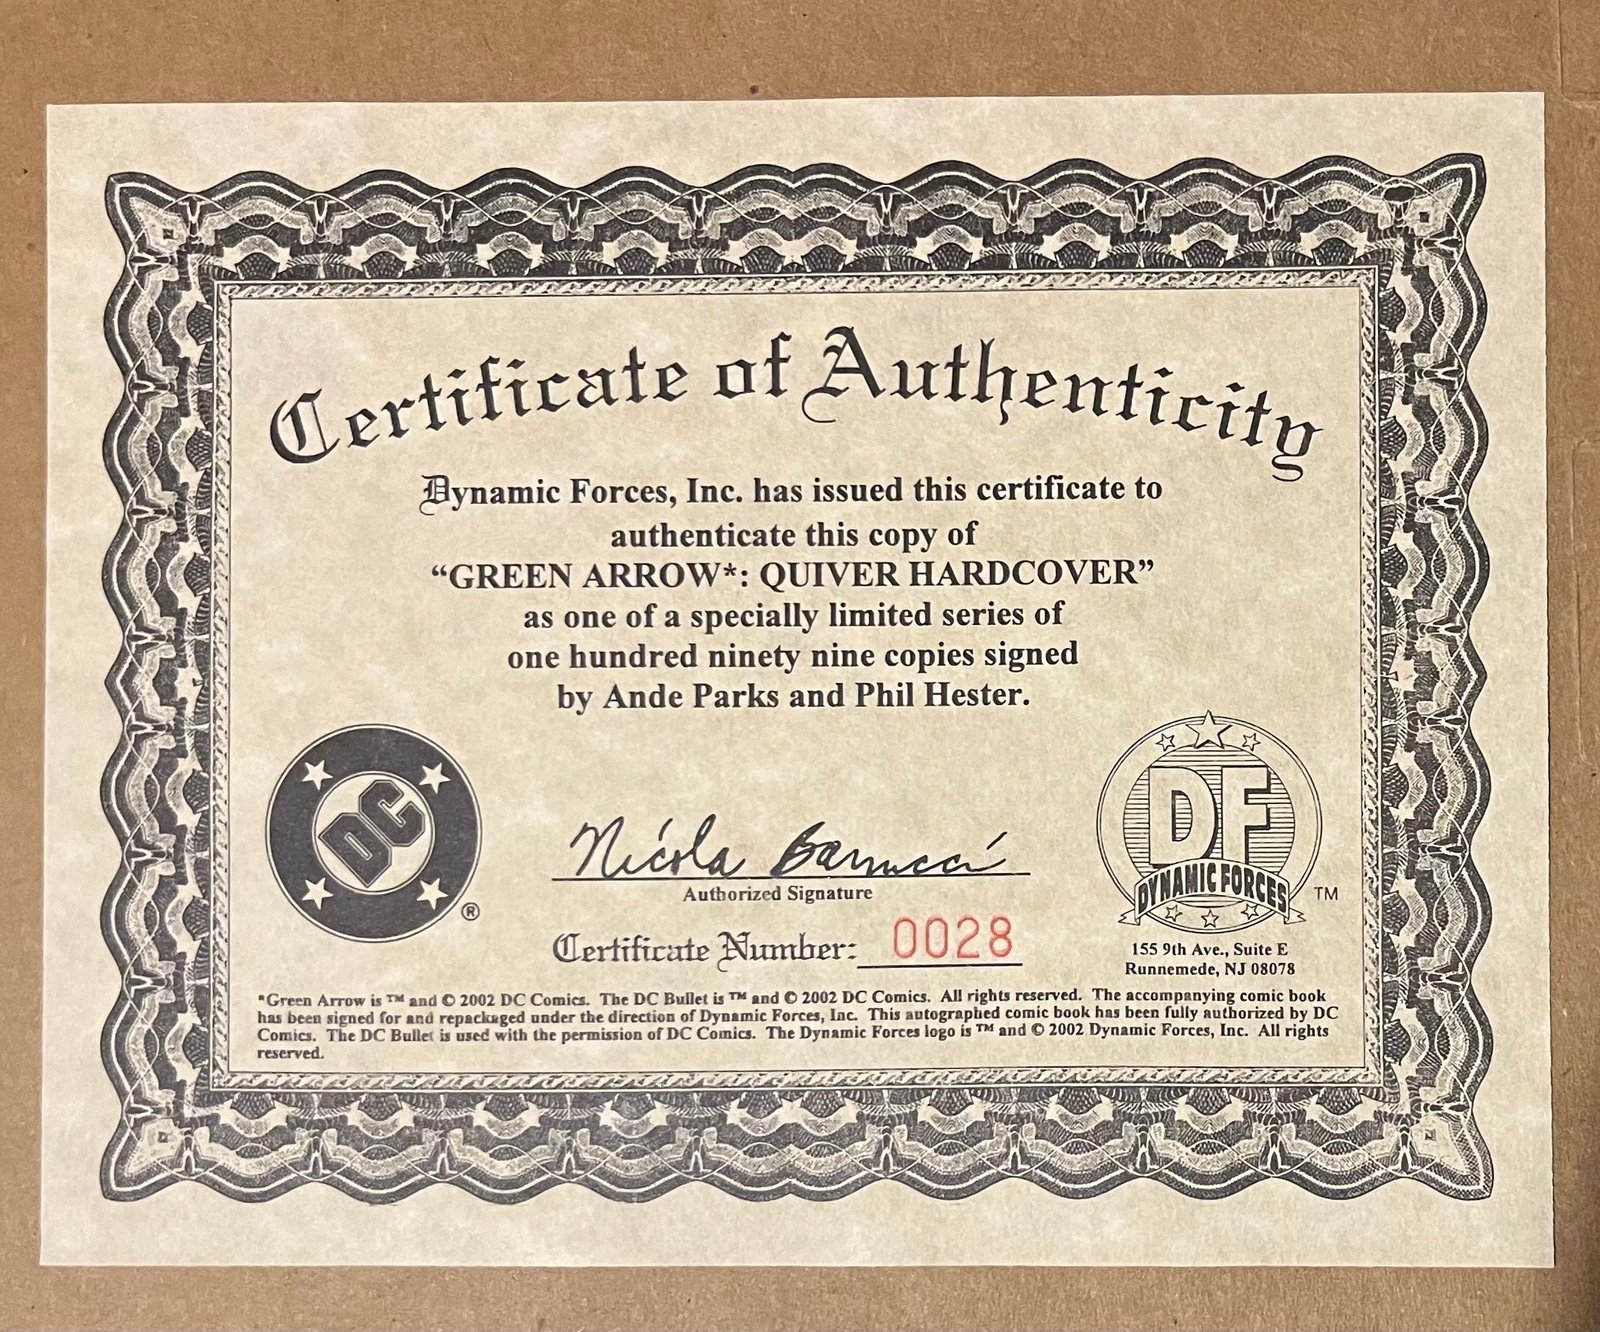 Certificate of Authenticity
Dynamic Forces, Inc. has issued this certificate to
authenticate this copy of
“GREEN ARROW*: QUIVER HARDCOVER”
as one of a specially limited series of
one hundred ninety nine copies signed
by Ande Parks and Phil Hester.
DC
®
Nicola Barrucci
Authorized Signature
Certificate Number: 0028
DF
DYNAMIC FORCES
TM
155 9th Ave., Suite E
Runnemede, NJ 08078
*Green Arrow is ™ and © 2002 DC Comics. The DC Bullet is ™ and © 2002 DC Comics. All rights reserved. The accompanying comic book
has been signed for and repackaged under the direction of Dynamic Forces, Inc. This autographed comic book has been fully authorized by DC
Comics. The DC Bullet is used with the permission of DC Comics. The Dynamic Forces logo is ™ and © 2002 Dynamic Forces, Inc. All rights
reserved.